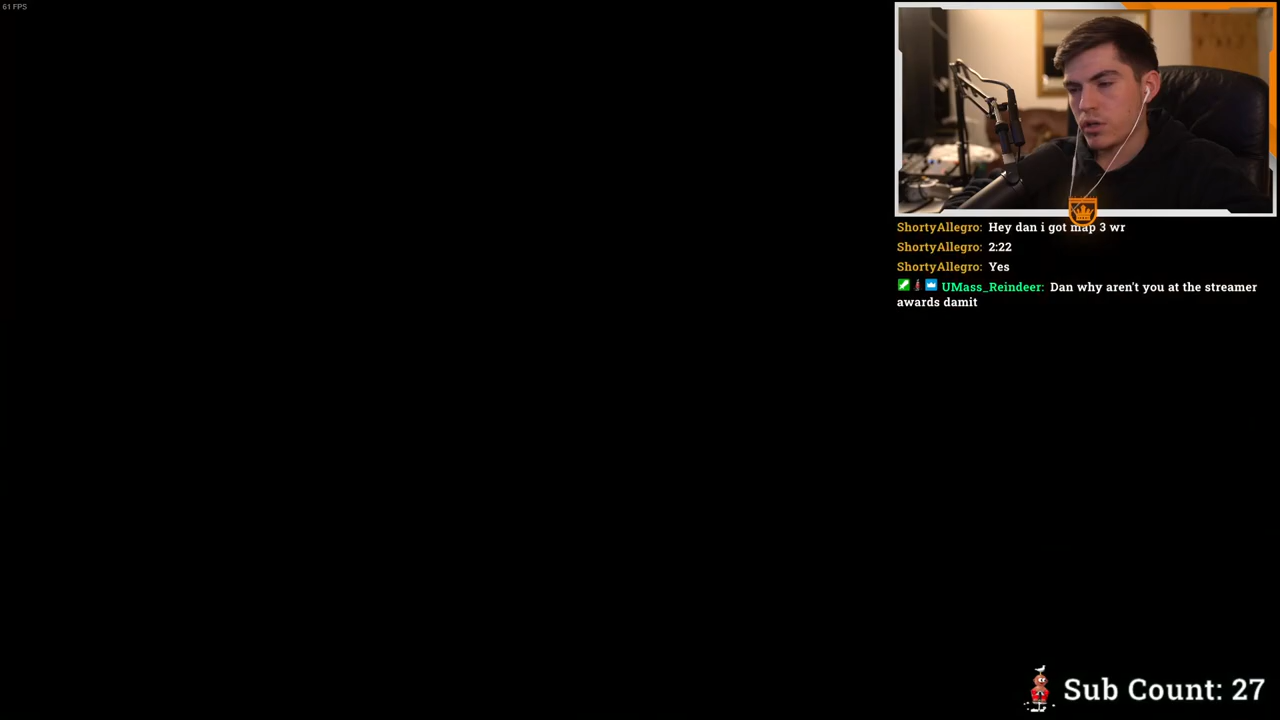 61 FPS
ShortyAllegro: Hey dan i got map 3 wr
ShortyAllegro: 2:22
ShortyAllegro: Yes
UMass_Reindeer: Dan why aren't you at the streamer
awards damit
Sub Count: 27